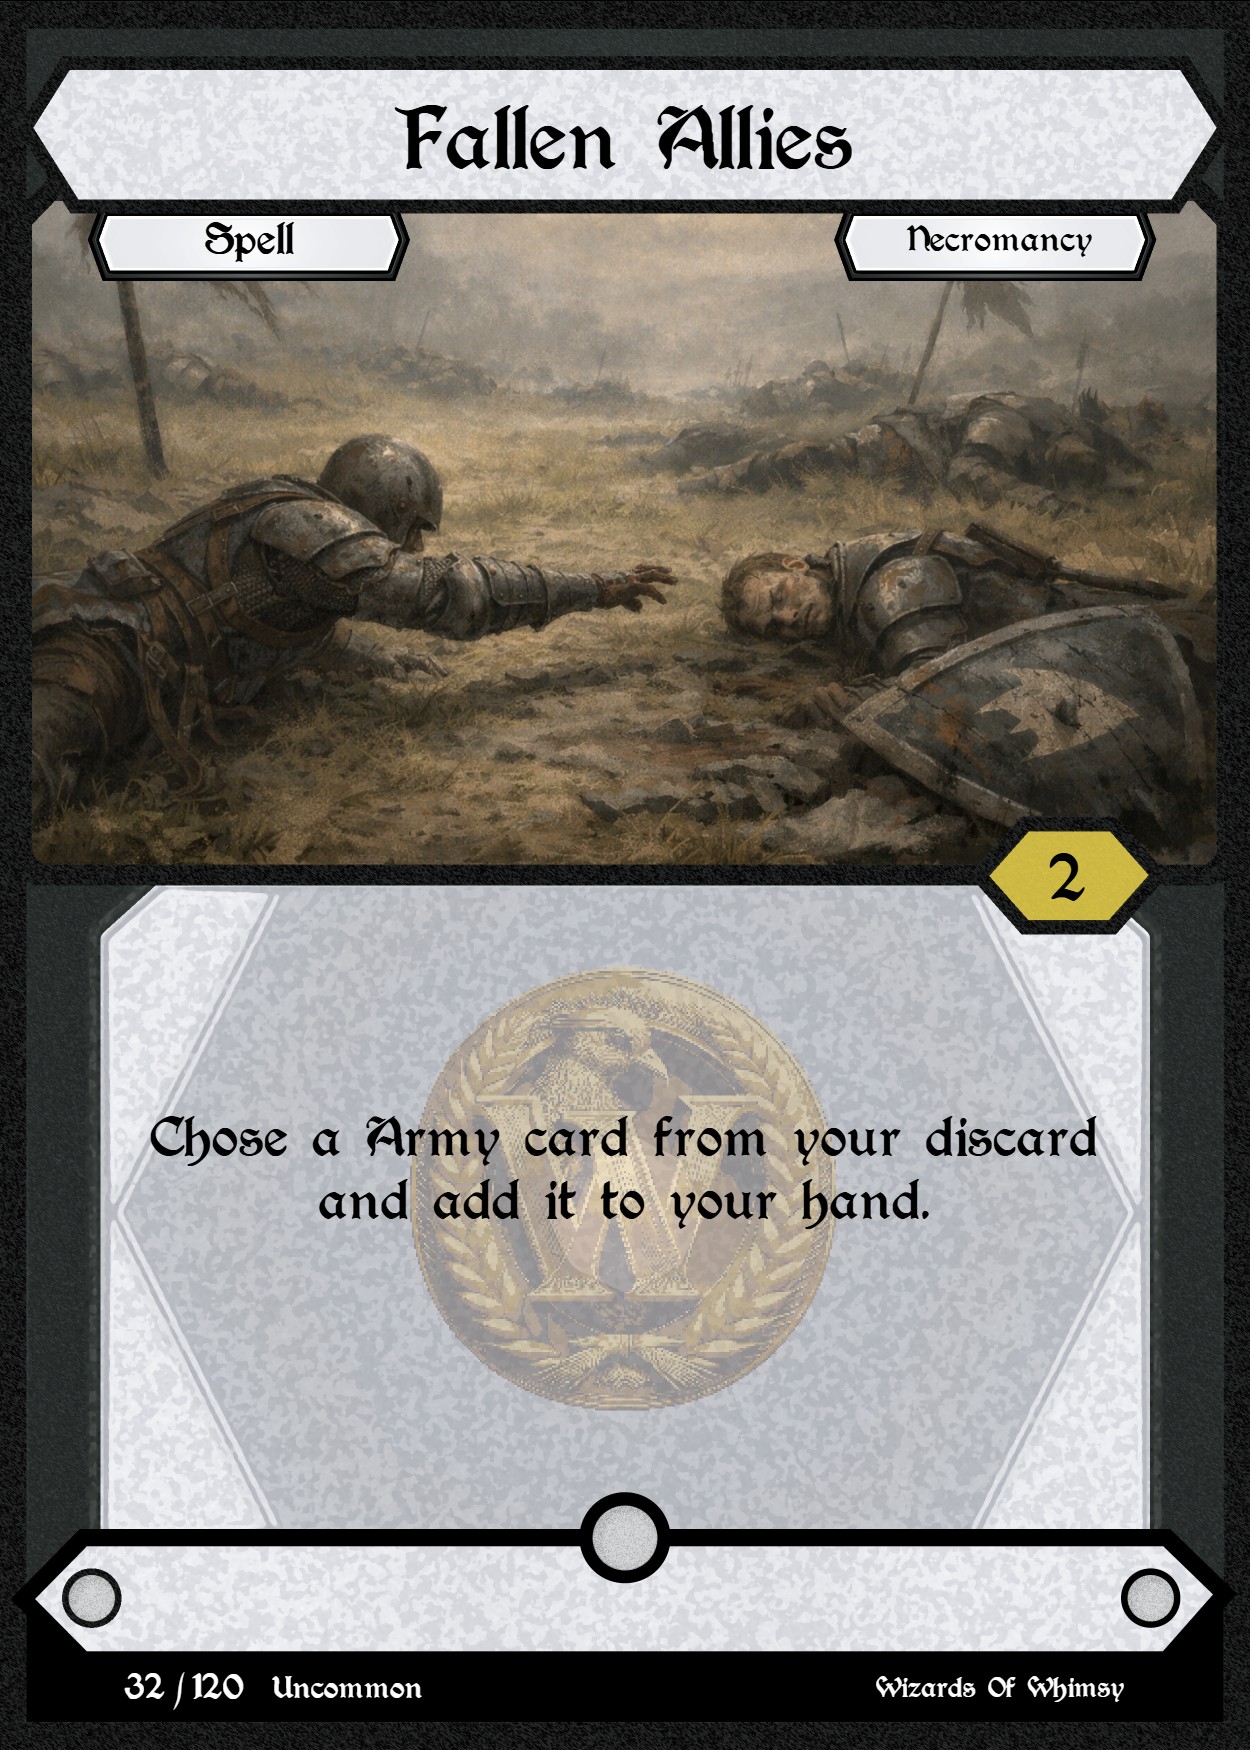 Fallen Allies
Spell
Necromancy
2
Chose a Army card from your discard
and add it to your hand.
W
32 / 120 Uncommon
Wizards Of Whimsy